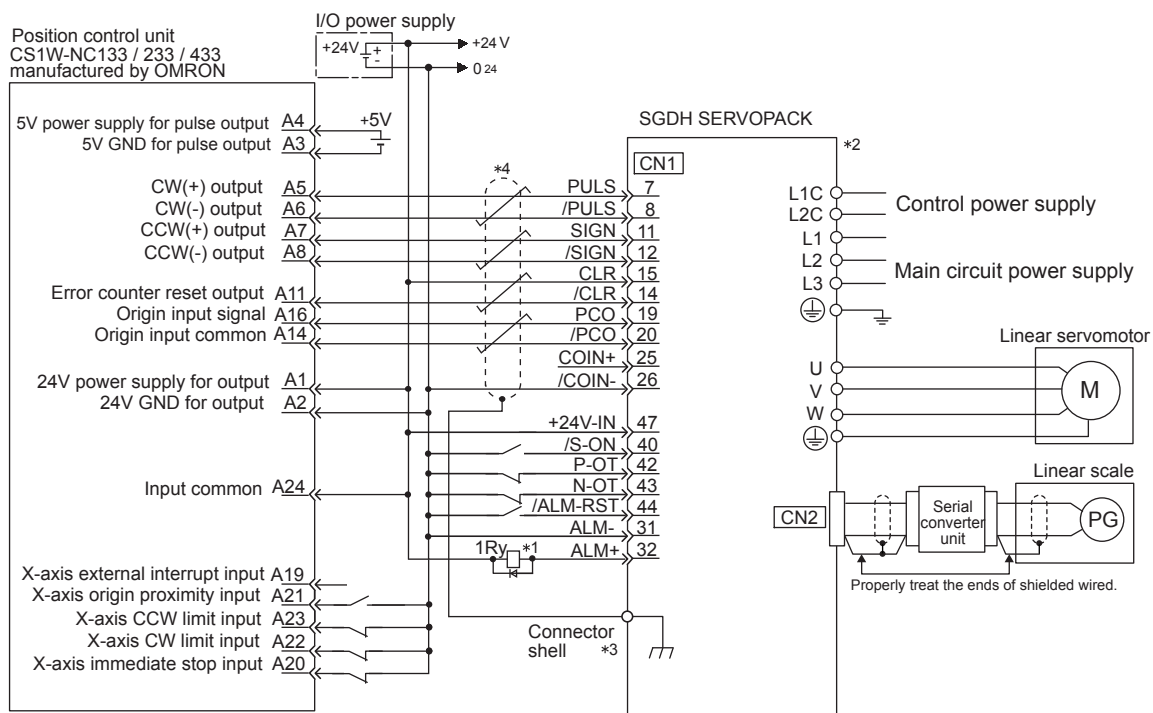 I/O power supply
Position control unit
CS1W-NC133 / 233 / 433
manufactured by OMRON
+24V + -
+24 V
0 24
5V power supply for pulse output A4
+5V
5V GND for pulse output A3
SGDH SERVOPACK
*2
CN1
*4
CW(+) output A5 PULS 7
CW(-) output A6 /PULS 8
CCW(+) output A7 SIGN 11
CCW(-) output A8 /SIGN 12
CLR 15
Error counter reset output A11 /CLR 14
Origin input signal A16 PCO 19
Origin input common A14 /PCO 20
COIN+ 25
24V power supply for output A1 /COIN- 26
24V GND for output A2
+24V-IN 47
/S-ON 40
P-OT 42
Input common A24 N-OT 43
/ALM-RST 44
ALM- 31
1Ry *1 ALM+ 32
X-axis external interrupt input A19
X-axis origin proximity input A21
X-axis CCW limit input A23
X-axis CW limit input A22
X-axis immediate stop input A20
Connector
shell *3
L1C
L2C
Control power supply
L1
L2
L3
Main circuit power supply
Linear servomotor
U
V
W
M
Linear scale
CN2
Serial
converter
unit
PG
Properly treat the ends of shielded wired.